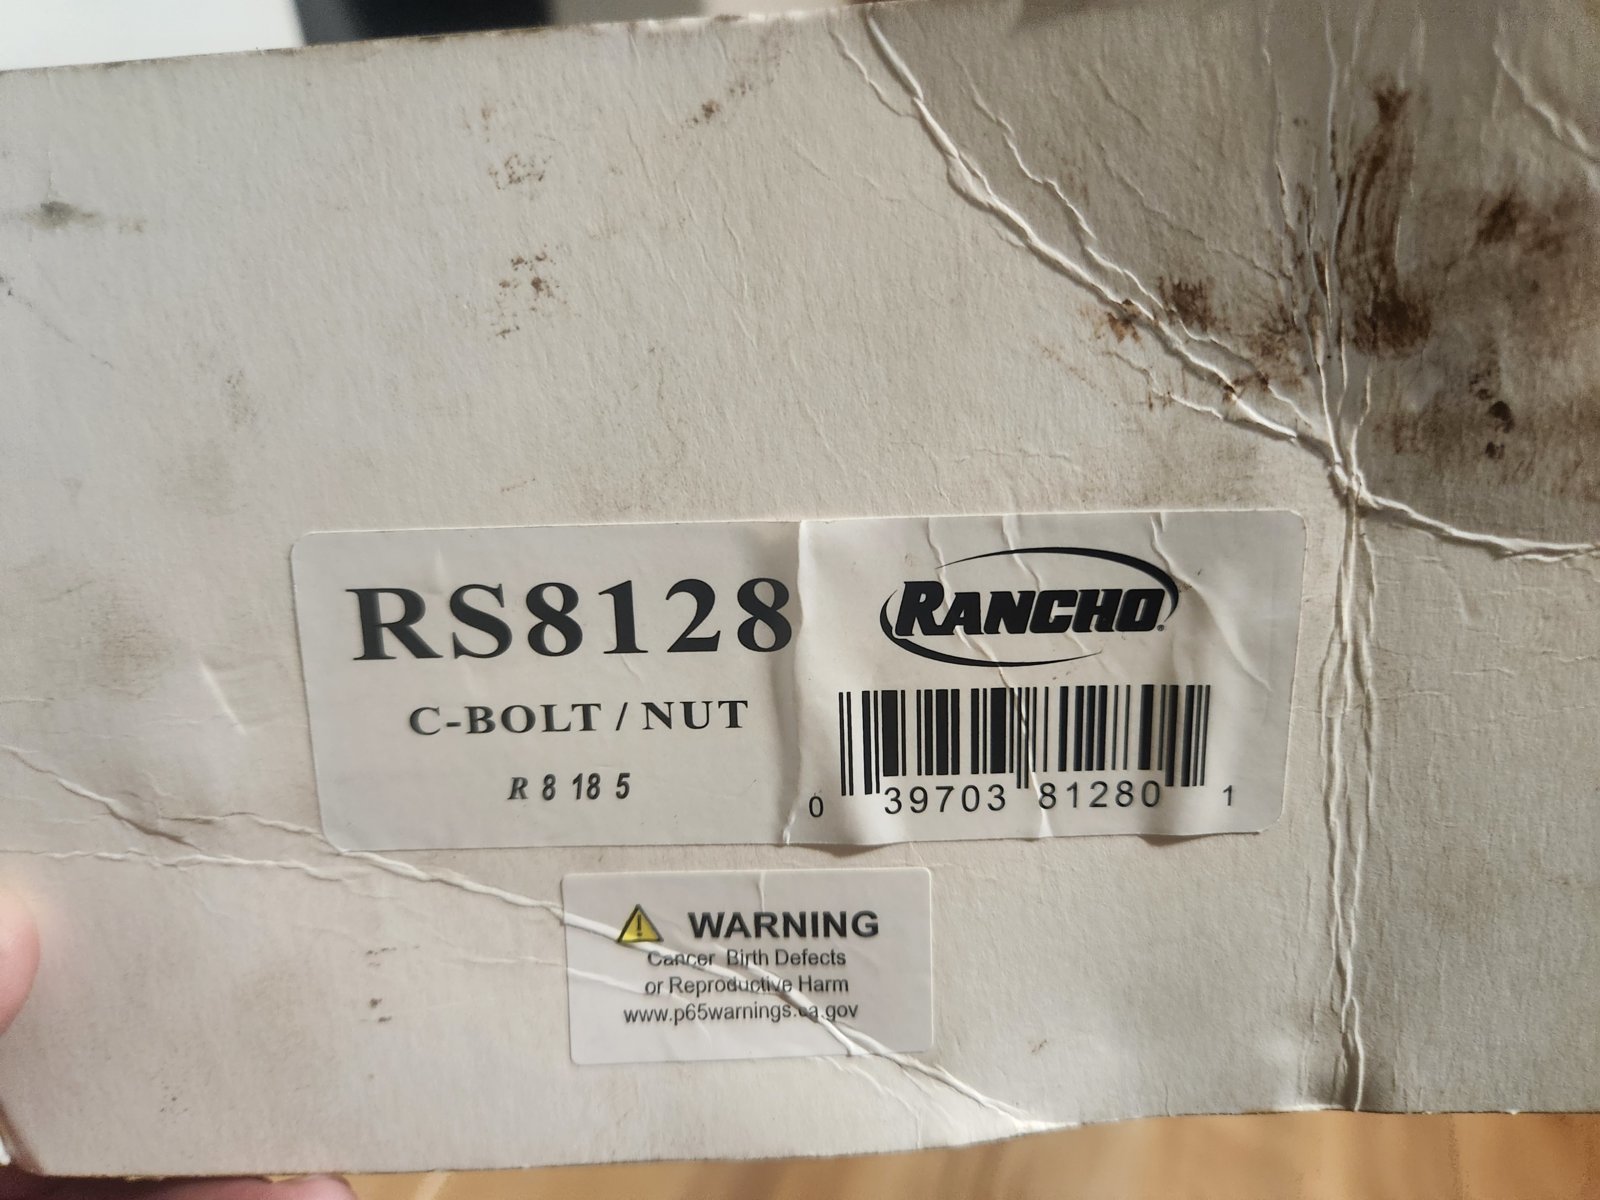 RS8128
C-BOLT / NUT
R 8 18 5
RANCHO®
0 39703 81280 1
WARNING
Cancer Birth Defects
or Reproductive Harm
www.p65warnings.ca.gov